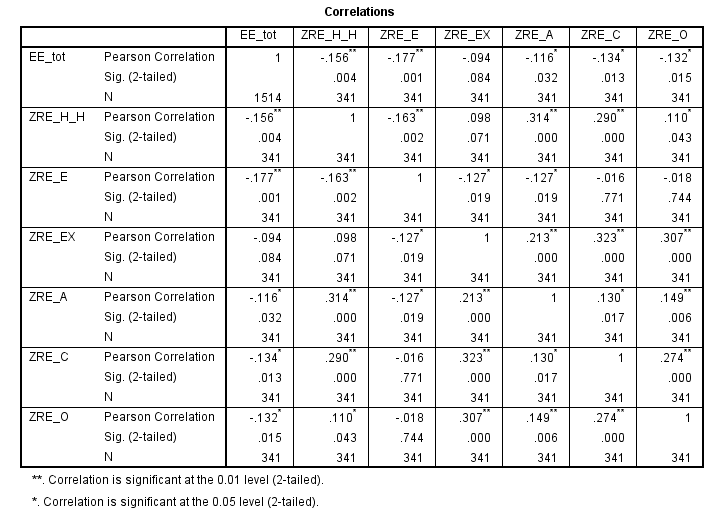 Correlations
EE_tot ZRE_H_H ZRE_E ZRE_EX ZRE_A ZRE_C ZRE_O
EE_tot Pearson Correlation 1 -.156** -.177** -.094 -.116* -.134* -.132*
Sig. (2-tailed) .004 .001 .084 .032 .013 .015
N 1514 341 341 341 341 341 341
ZRE_H_H Pearson Correlation -.156** 1 -.163** .098 .314** .290** .110*
Sig. (2-tailed) .004 .002 .071 .000 .000 .043
N 341 341 341 341 341 341 341
ZRE_E Pearson Correlation -.177** -.163** 1 -.127* -.127* -.016 -.018
Sig. (2-tailed) .001 .002 .019 .019 .771 .744
N 341 341 341 341 341 341 341
ZRE_EX Pearson Correlation -.094 .098 -.127* 1 .213** .323** .307**
Sig. (2-tailed) .084 .071 .019 .000 .000 .000
N 341 341 341 341 341 341 341
ZRE_A Pearson Correlation -.116* .314** -.127* .213** 1 .130* .149**
Sig. (2-tailed) .032 .000 .019 .000 .017 .006
N 341 341 341 341 341 341 341
ZRE_C Pearson Correlation -.134* .290** -.016 .323** .130* 1 .274**
Sig. (2-tailed) .013 .000 .771 .000 .017 .000
N 341 341 341 341 341 341 341
ZRE_O Pearson Correlation -.132* .110* -.018 .307** .149** .274** 1
Sig. (2-tailed) .015 .043 .744 .000 .006 .000
N 341 341 341 341 341 341 341
**. Correlation is significant at the 0.01 level (2-tailed).
*. Correlation is significant at the 0.05 level (2-tailed).